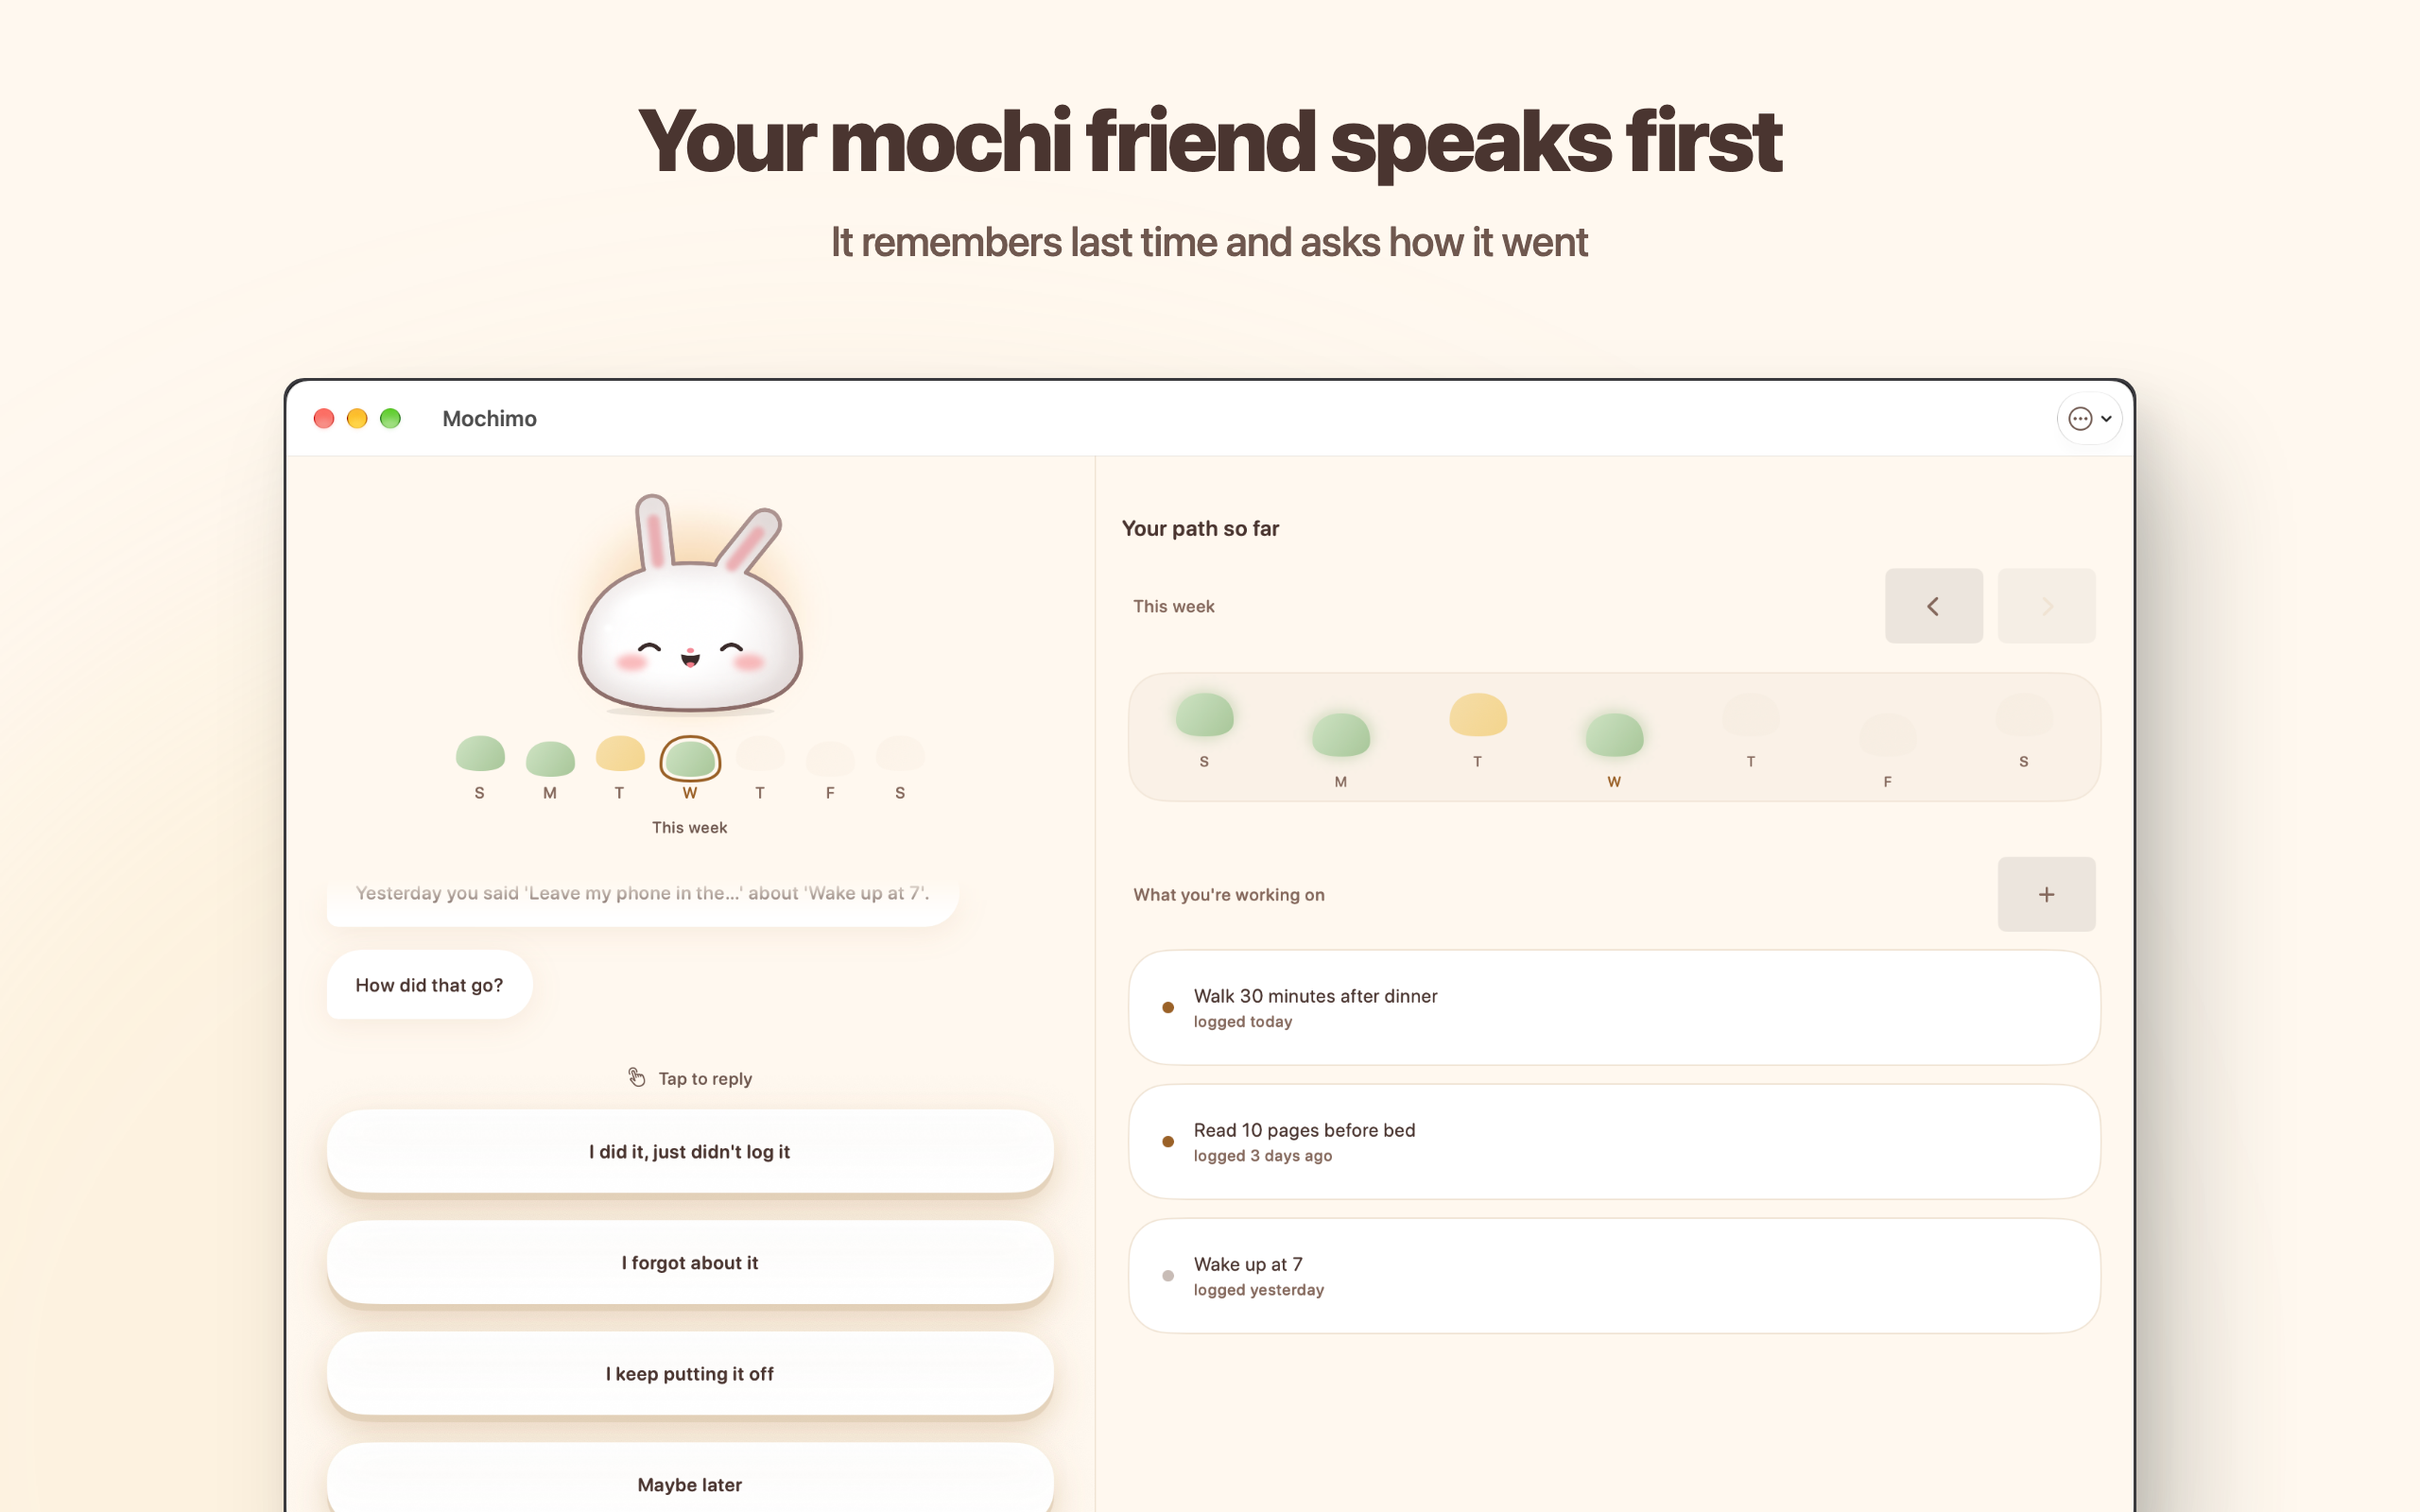 Your mochi friend speaks first
It remembers last time and asks how it went
Mochimo
S M T W T F S
This week
Yesterday you said 'Leave my phone in the...' about 'Wake up at 7'.
How did that go?
Tap to reply
I did it, just didn't log it
I forgot about it
I keep putting it off
Maybe later
Your path so far
This week
S M T W T F S
What you're working on
Walk 30 minutes after dinner
logged today
Read 10 pages before bed
logged 3 days ago
Wake up at 7
logged yesterday